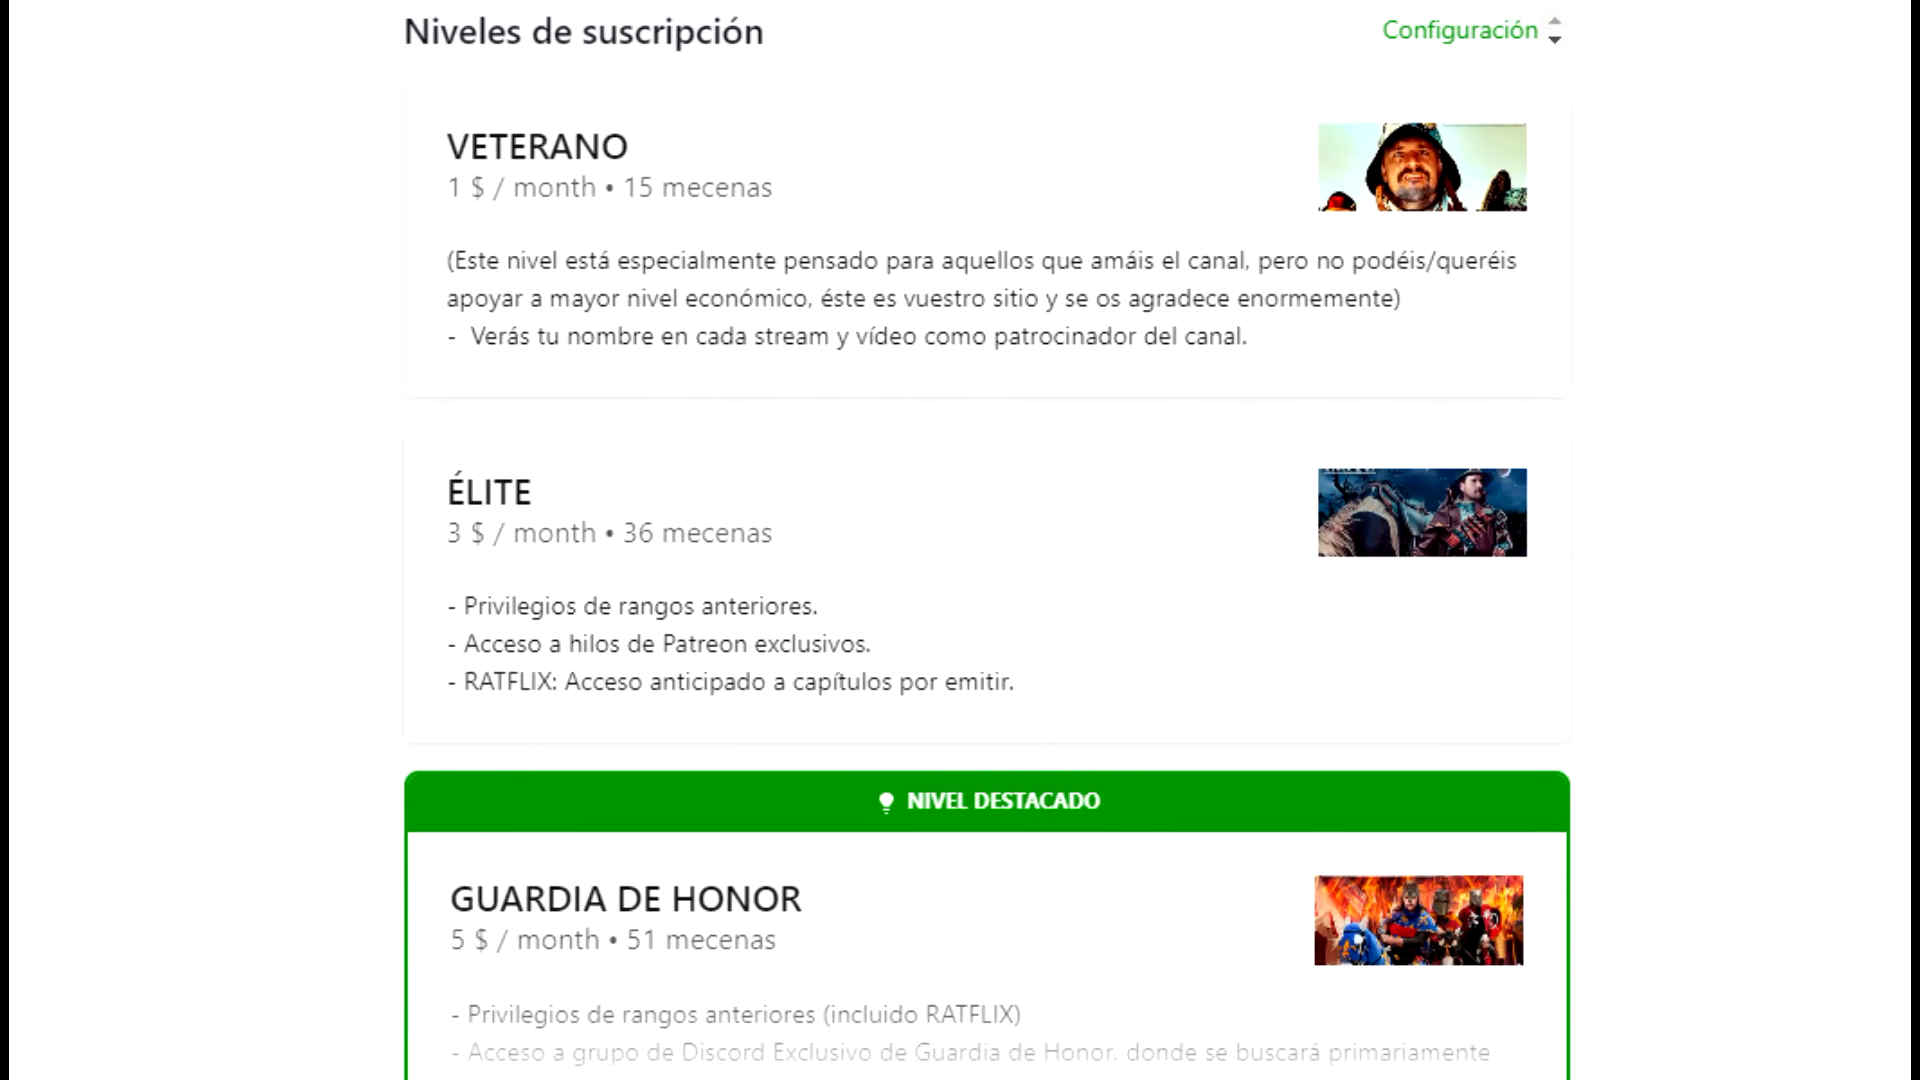 Niveles de suscripción
Configuración
VETERANO
1 $ / month • 15 mecenas
(Este nivel está especialmente pensado para aquellos que amáis el canal, pero no podéis/queréis
apoyar a mayor nivel económico, éste es vuestro sitio y se os agradece enormemente)
- Verás tu nombre en cada stream y vídeo como patrocinador del canal.
ÉLITE
3 $ / month • 36 mecenas
- Privilegios de rangos anteriores.
- Acceso a hilos de Patreon exclusivos.
- RATFLIX: Acceso anticipado a capítulos por emitir.
NIVEL DESTACADO
GUARDIA DE HONOR
5 $ / month • 51 mecenas
- Privilegios de rangos anteriores (incluido RATFLIX)
- Acceso a grupo de Discord Exclusivo de Guardia de Honor. donde se buscará primariamente